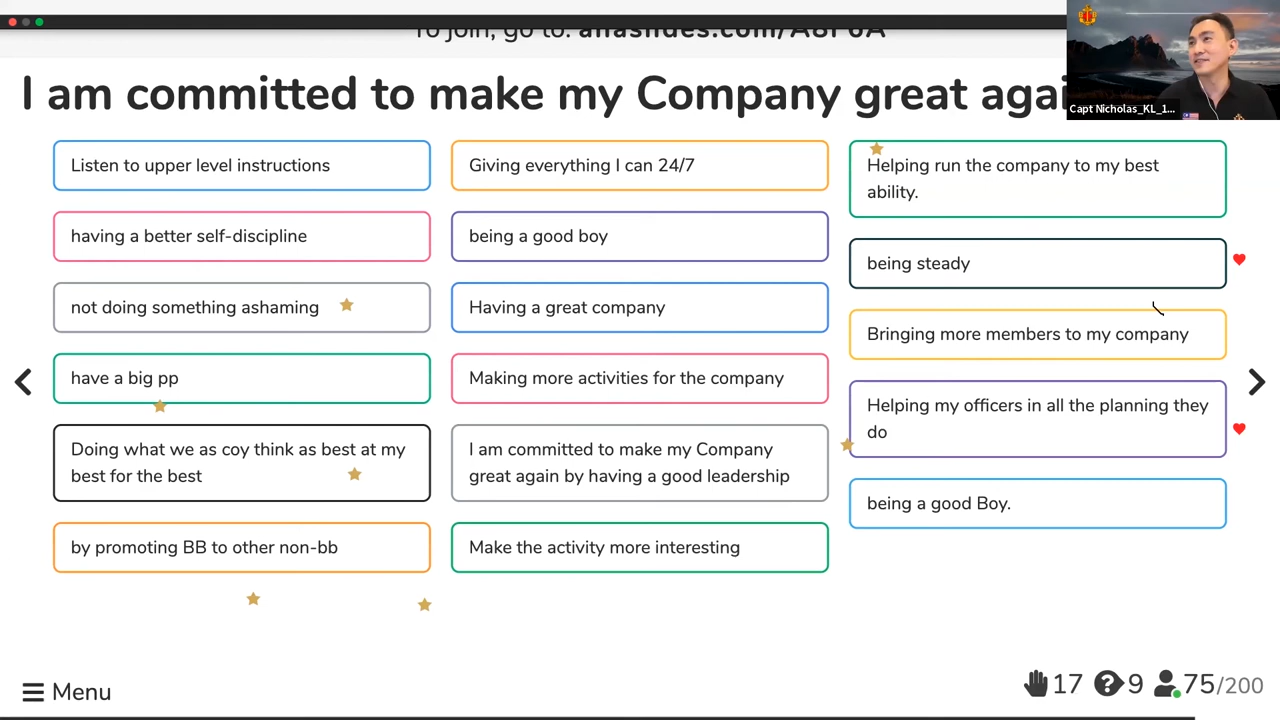 To join, go to: ahaslides.com/A8F6A
I am committed to make my Company great agai
Capt Nicholas_KL_1...
Listen to upper level instructions
having a better self-discipline
not doing something ashaming
have a big pp
Doing what we as coy think as best at my
best for the best
by promoting BB to other non-bb
Giving everything I can 24/7
being a good boy
Having a great company
Making more activities for the company
I am committed to make my Company
great again by having a good leadership
Make the activity more interesting
Helping run the company to my best
ability.
being steady
Bringing more members to my company
Helping my officers in all the planning they
do
being a good Boy.
Menu
17 9 75/200